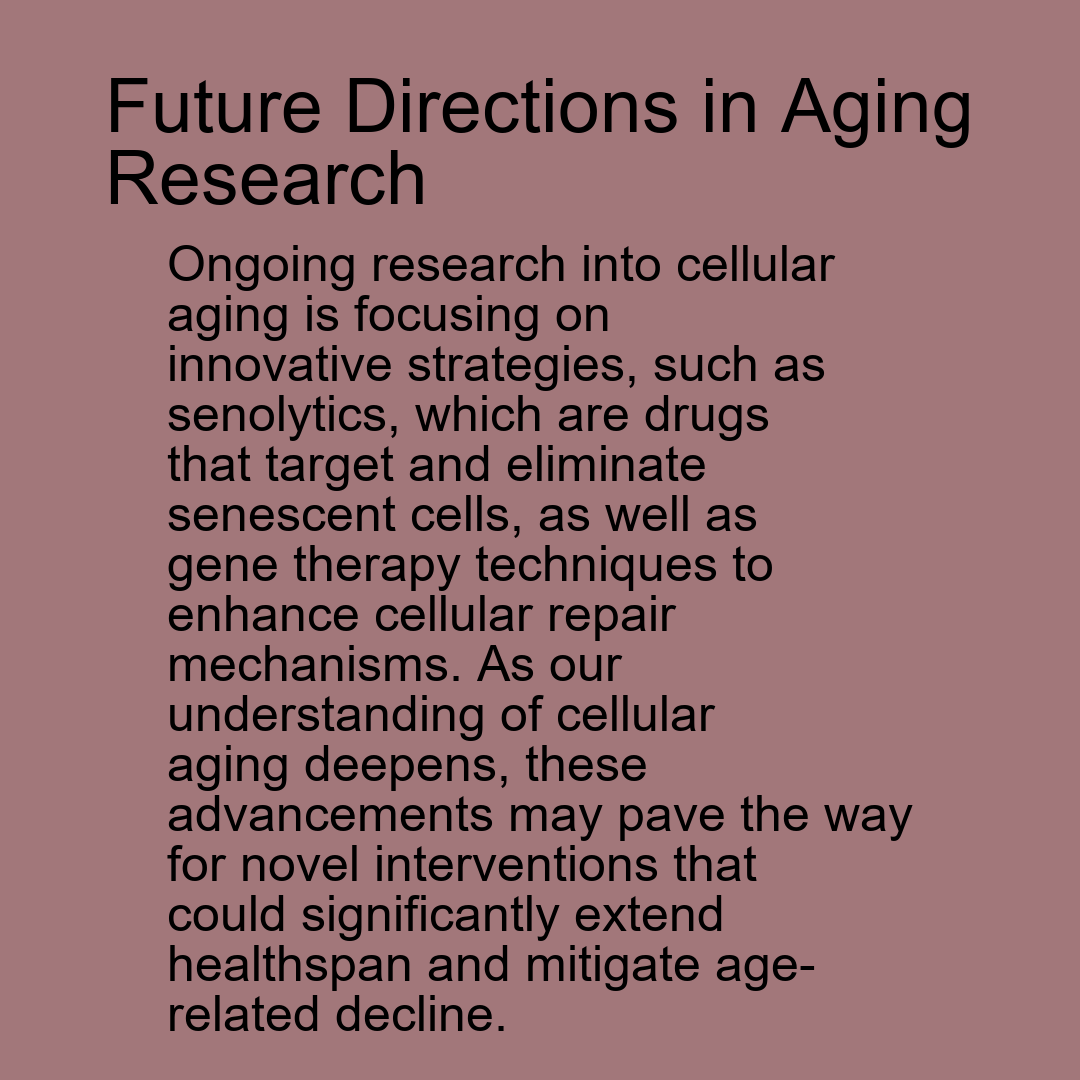 Future Directions in Aging
Research
Ongoing research into cellular
aging is focusing on
innovative strategies, such as
senolytics, which are drugs
that target and eliminate
senescent cells, as well as
gene therapy techniques to
enhance cellular repair
mechanisms. As our
understanding of cellular
aging deepens, these
advancements may pave the way
for novel interventions that
could significantly extend
healthspan and mitigate age-
related decline.